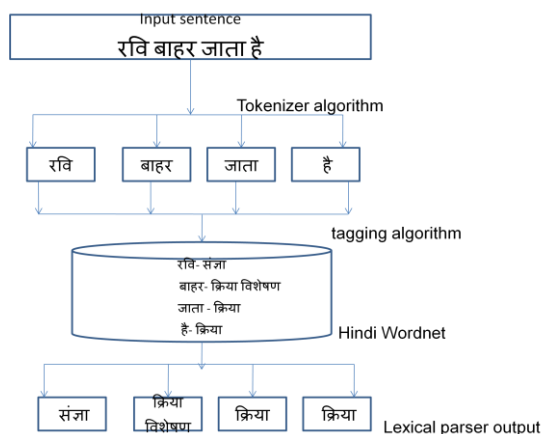 Input sentence
रवि बाहर जाता है
Tokenizer algorithm
रवि
बाहर
जाता
है
tagging algorithm
रवि- संज्ञा
बाहर- क्रिया विशेषण
जाता - क्रिया
है- क्रिया
Hindi Wordnet
संज्ञा
क्रिया
विशेषण
क्रिया
क्रिया
Lexical parser output